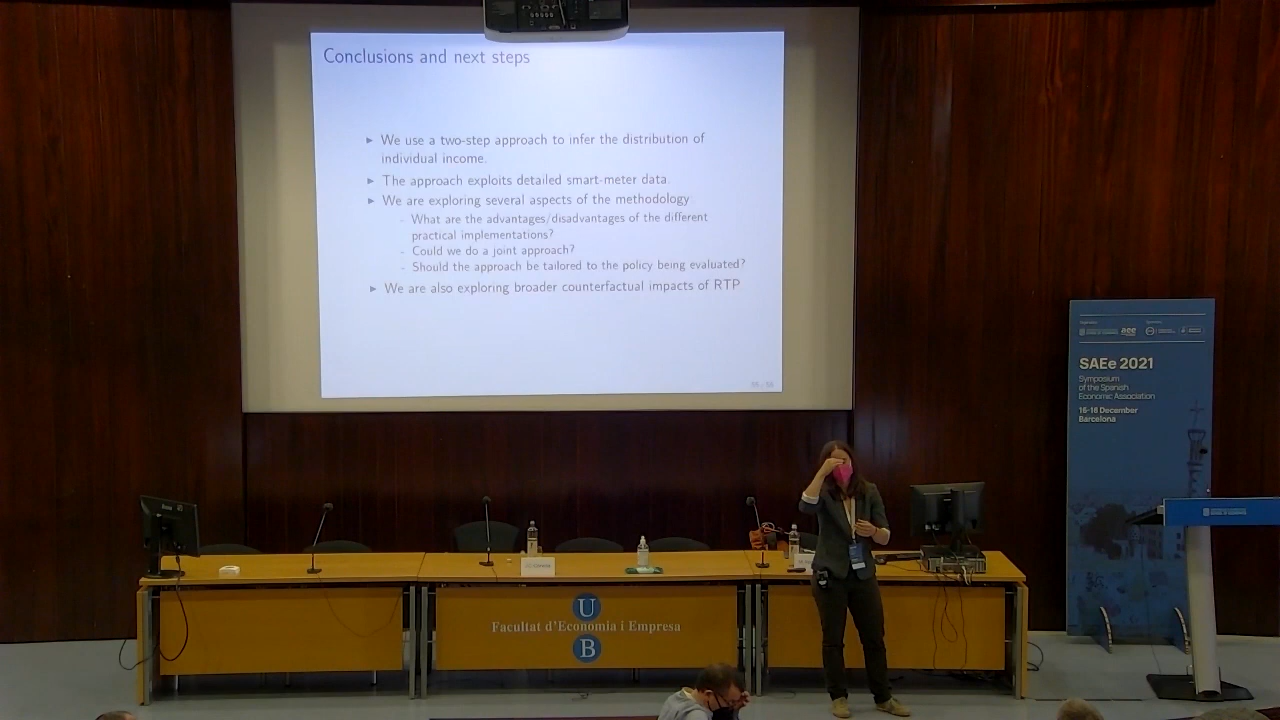 Conclusions and next steps
We use a two-step approach to infer the distribution of
individual income.
The approach exploits detailed smart-meter data.
We are exploring several aspects of the methodology
- What are the advantages/disadvantages of the different
practical implementations?
- Could we do a joint approach?
- Should the approach be tailored to the policy being evaluated?
We are also exploring broader counterfactual impacts of RTP
SAEe 2021
Symposium
of the Spanish
Economic Association
16-18 December
Barcelona
U
Facultat d'Economia i Empresa
B